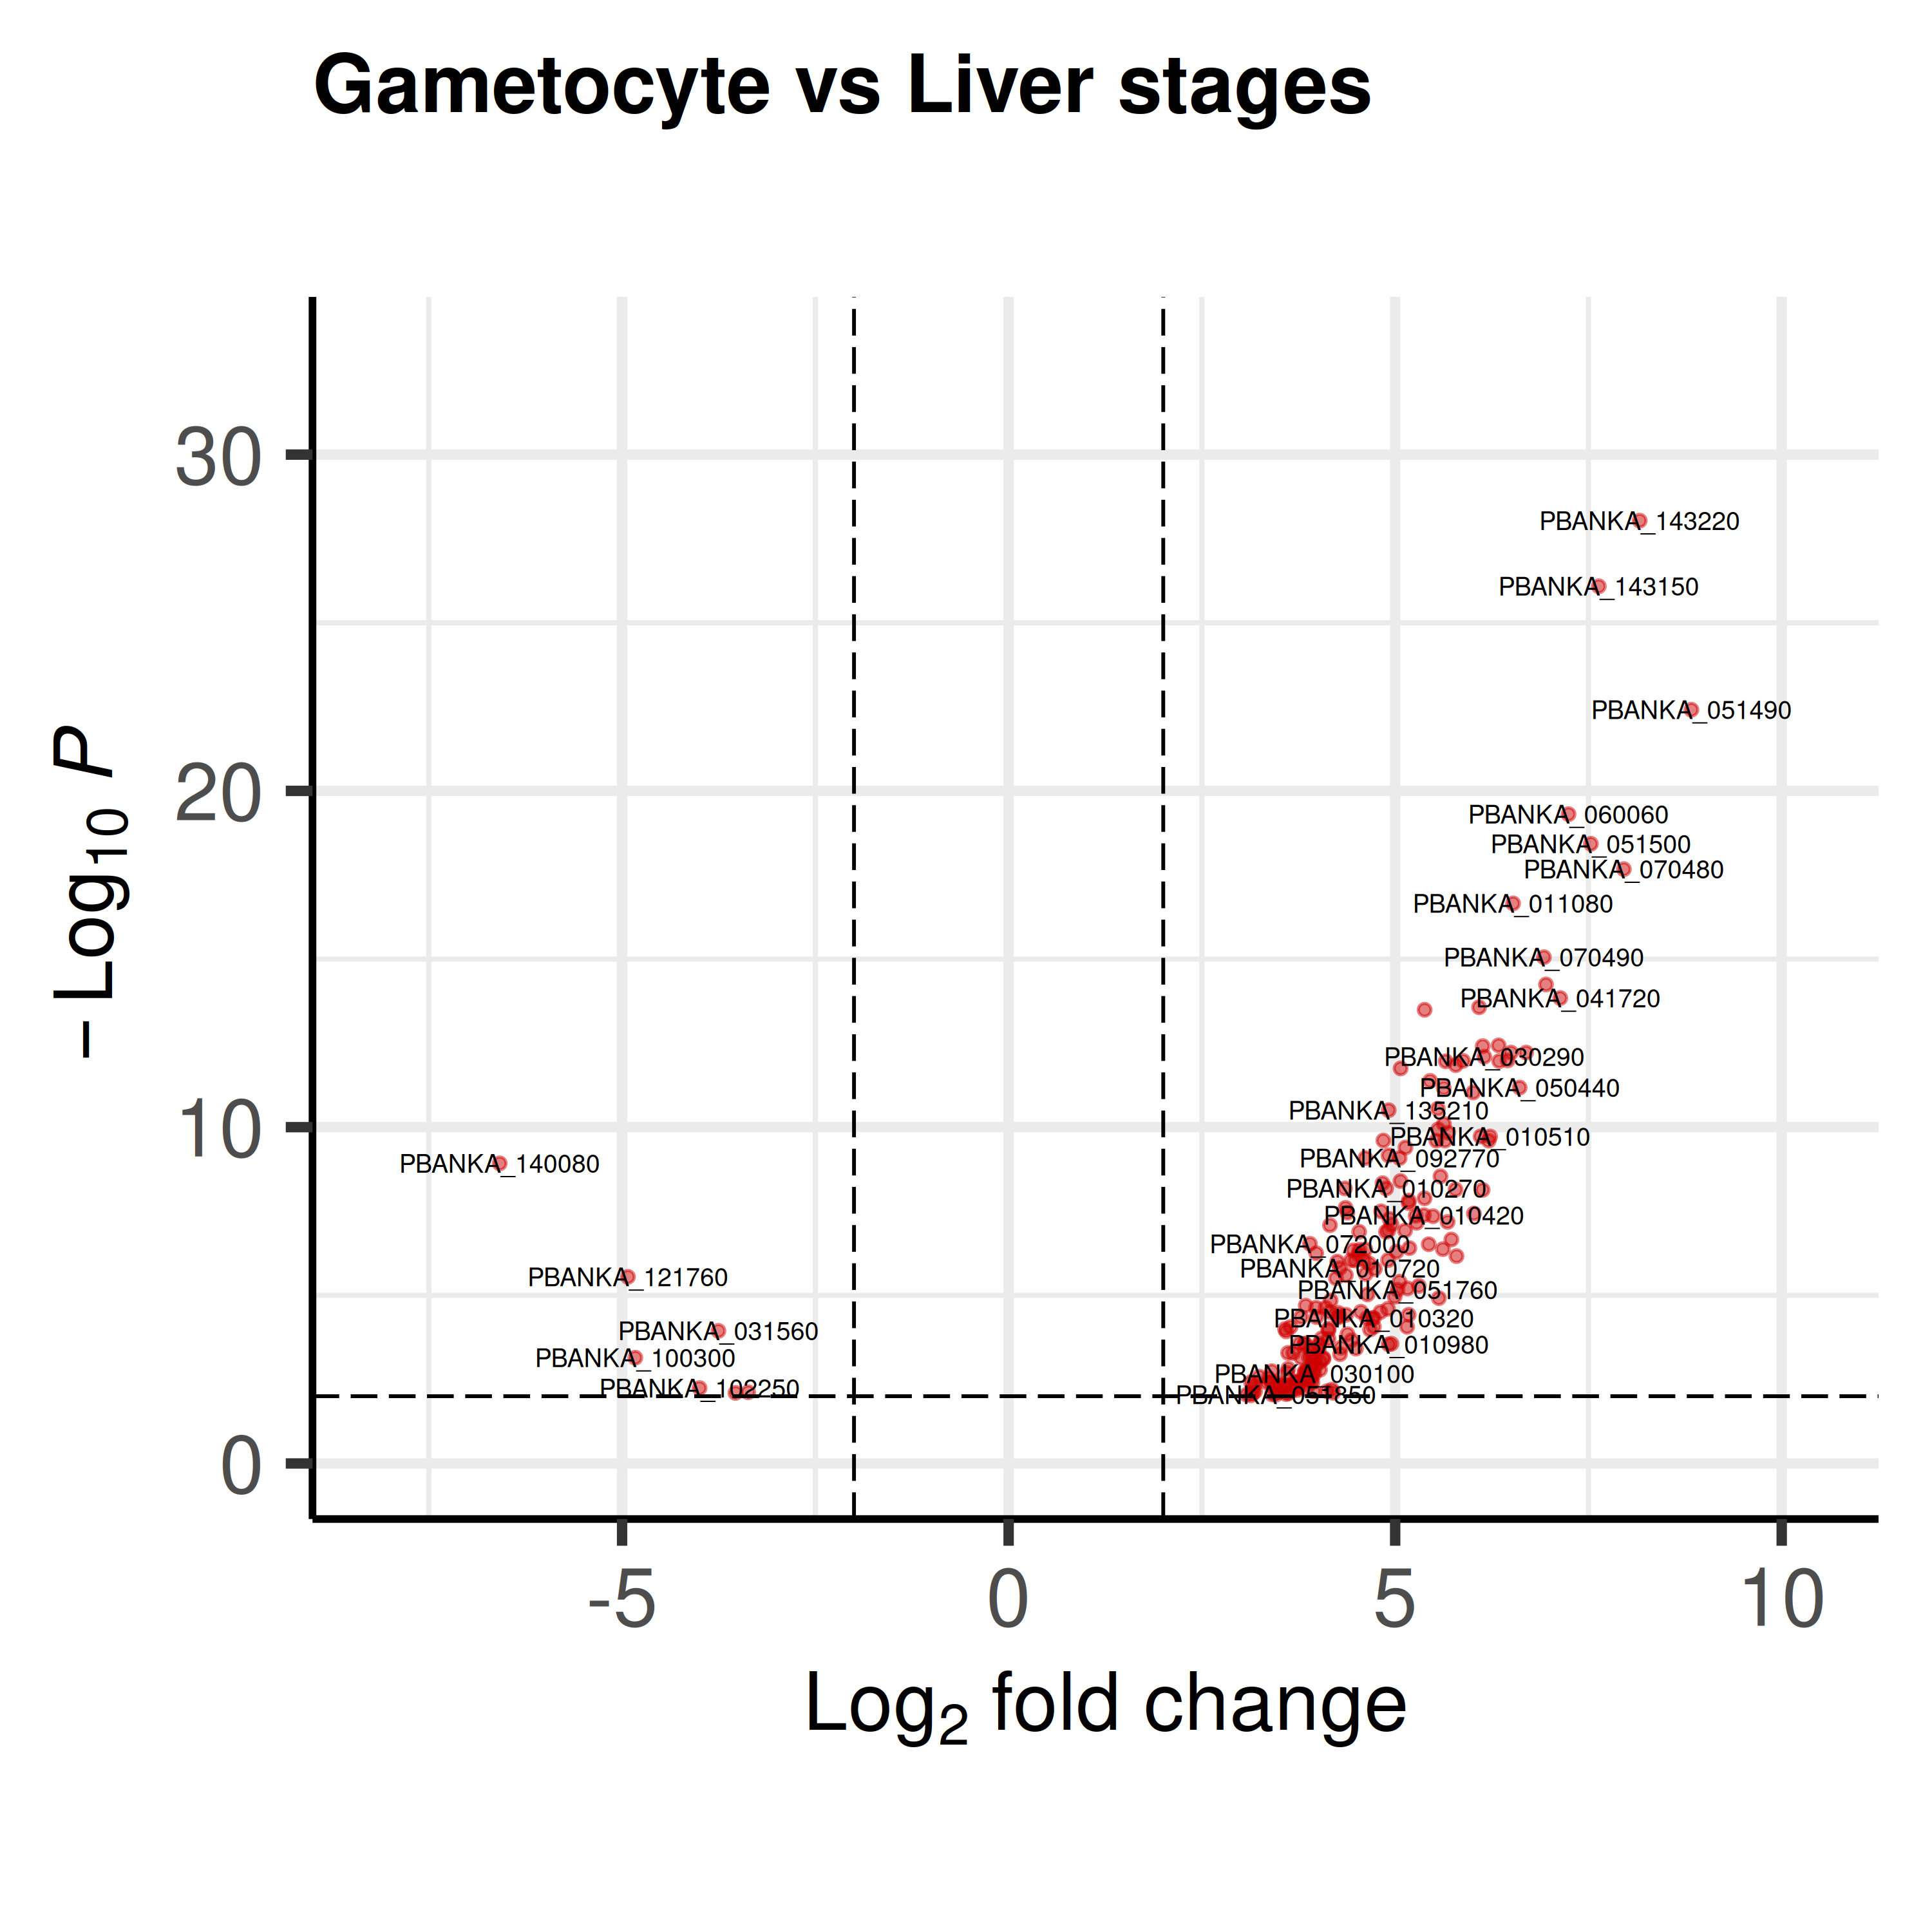 Gametocyte vs Liver stages
− Log10 P
30
20
10
0
PBANKA_143220
PBANKA_143150
PBANKA_051490
PBANKA_060060
PBANKA_051500
PBANKA_070480
PBANKA_011080
PBANKA_070490
PBANKA_041720
PBANKA_030290
PBANKA_050440
PBANKA_135210
PBANKA_010510
PBANKA_092770
PBANKA_140080
PBANKA_010270
PBANKA_010420
PBANKA_072000
PBANKA_010720
PBANKA_121760
PBANKA_051760
PBANKA_010320
PBANKA_031560
PBANKA_010980
PBANKA_100300
PBANKA_030100
PBANKA_102250
PBANKA_051850
-5
0
5
10
Log2 fold change